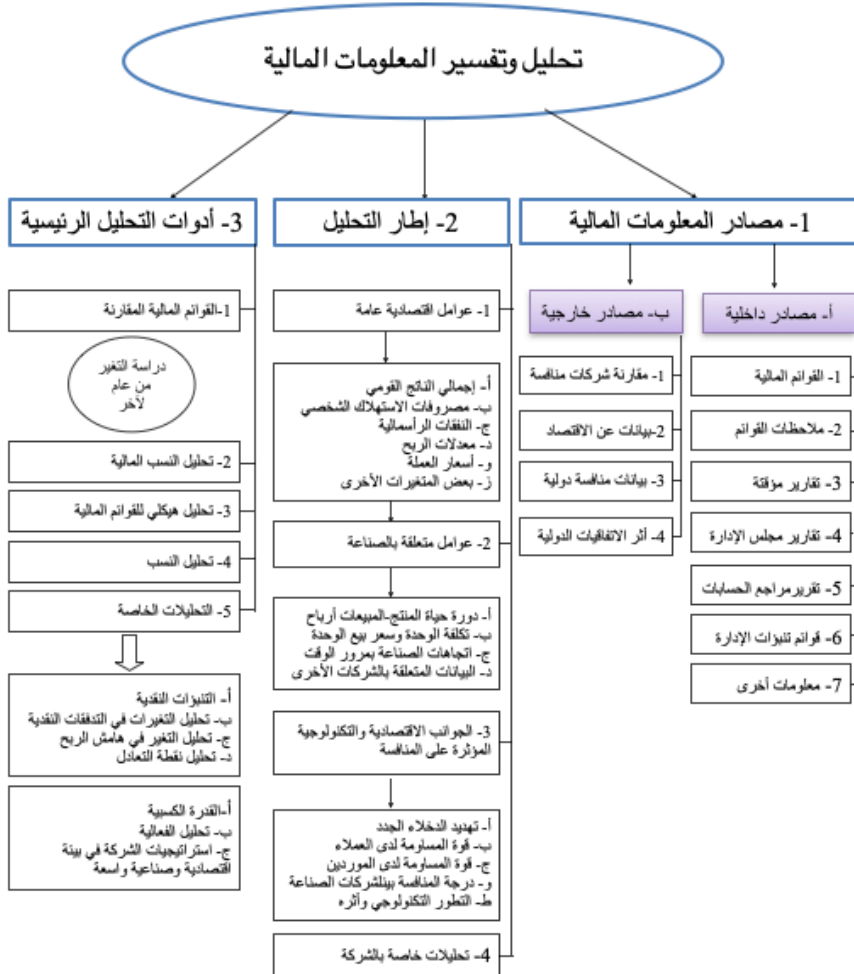 تحليل وتفسير المعلومات المالية
1- مصادر المعلومات المالية
أ- مصادر داخلية
1- القوائم المالية
2- ملاحظات القوائم
3- تقارير مؤقتة
4- تقارير مجلس الإدارة
5- تقريرمراجع الحسابات
6- قوائم تنبؤات الإدارة
7- معلومات أخرى
ب- مصادر خارجية
1- مقارنة شركات منافسة
2-بيانات عن الاقتصاد
3- بيانات منافسة دولية
4- أثر الاتفاقيات الدولية
2- إطار التحليل
1- عوامل اقتصادية عامة
أ- إجمالي الناتج القومي
ب- مصروفات الاستهلاك الشخصي
ج- النفقات الرأسمالية
د- معدلات الربح
و- أسعار العملة
ز- بعض المتغيرات الأخرى
2- عوامل متعلقة بالصناعة
أ- دورة حياة المنتج-المبيعات أرباح
ب- تكلفة الوحدة وسعر بيع الوحدة
ج- اتجاهات الصناعة بمرور الوقت
د- البيانات المتعلقة بالشركات الأخرى
3- الجوانب الاقتصادية والتكنولوجية
المؤثرة على المنافسة
أ- تهديد الدخلاء الجدد
ب- قوة المساومة لدى العملاء
ج- قوة المساومة لدى الموردين
و- درجة المنافسة بينلشركات الصناعة
ط- التطور التكنولوجي وأثره
4- تحليلات خاصة بالشركة
3- أدوات التحليل الرئيسية
1-القوائم المالية المقارنة
دراسة التغير
من عام
لآخر
2- تحليل النسب المالية
3- تحليل هيكلي للقوائم المالية
4- تحليل النسب
5- التحليلات الخاصة
أ- التنبؤات النقدية
ب- تحليل التغيرات في التدفقات النقدية
ج- تحليل التغير في هامش الربح
د- تحليل نقطة التعادل
أ-القدرة الكسبية
ب- تحليل الفعالية
ج- استراتيجيات الشركة في بيئة
اقتصادية وصناعية واسعة